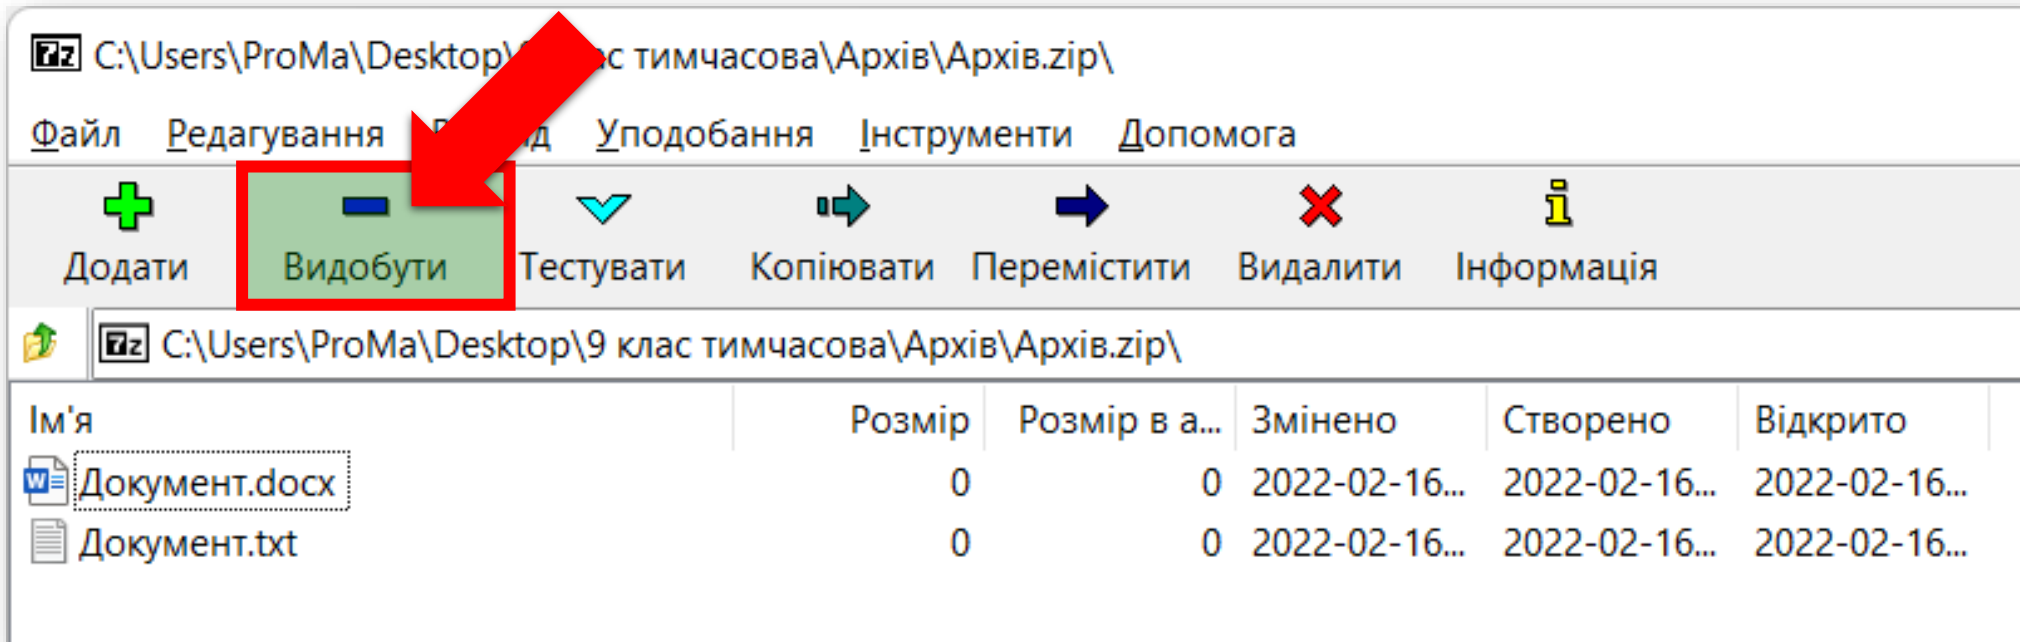 7z C:\Users\ProMa\Desktop\ с тимчасова\Архів\Архів.zip\
Файл Редагування Уподобання Інструменти Допомога
Додати Видобути Тестувати Копіювати Перемістити Видалити Інформація
7z C:\Users\ProMa\Desktop\9 клас тимчасова\Архів\Архів.zip\
Ім'я Розмір Розмір в а... Змінено Створено Відкрито
Документ.docx 0 0 2022-02-16... 2022-02-16... 2022-02-16...
Документ.txt 0 0 2022-02-16... 2022-02-16... 2022-02-16...